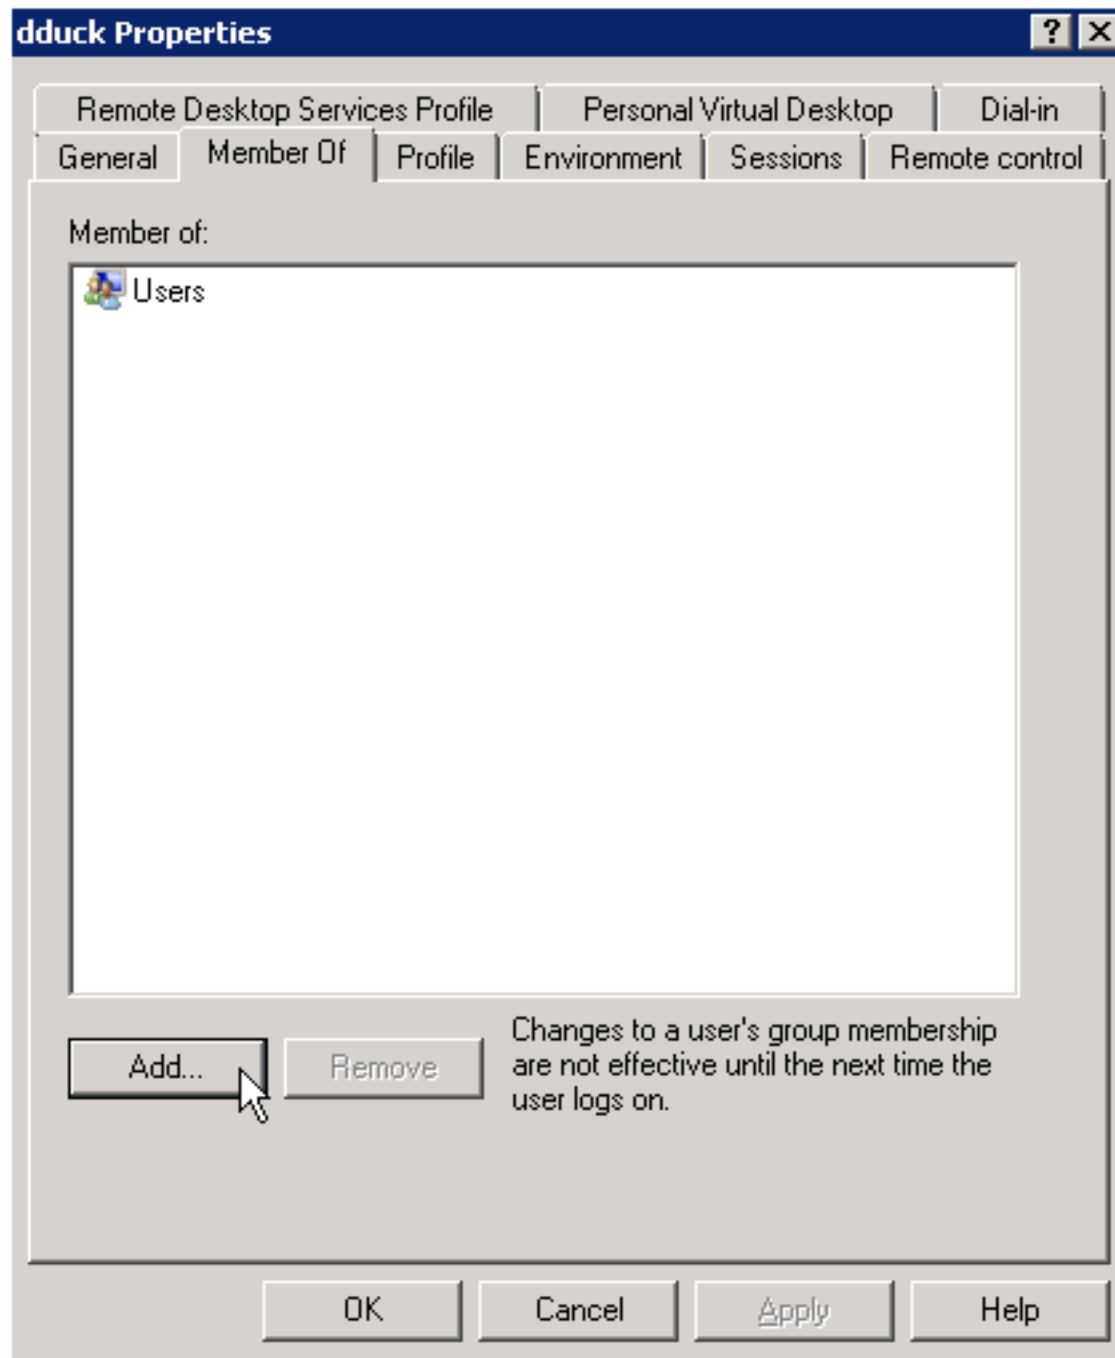 dduck Properties
Remote Desktop Services Profile
Personal Virtual Desktop
Dial-in
General
Member Of
Profile
Environment
Sessions
Remote control
Member of:
Users
Add...
Remove
Changes to a user's group membership
are not effective until the next time the
user logs on.
OK
Cancel
Apply
Help